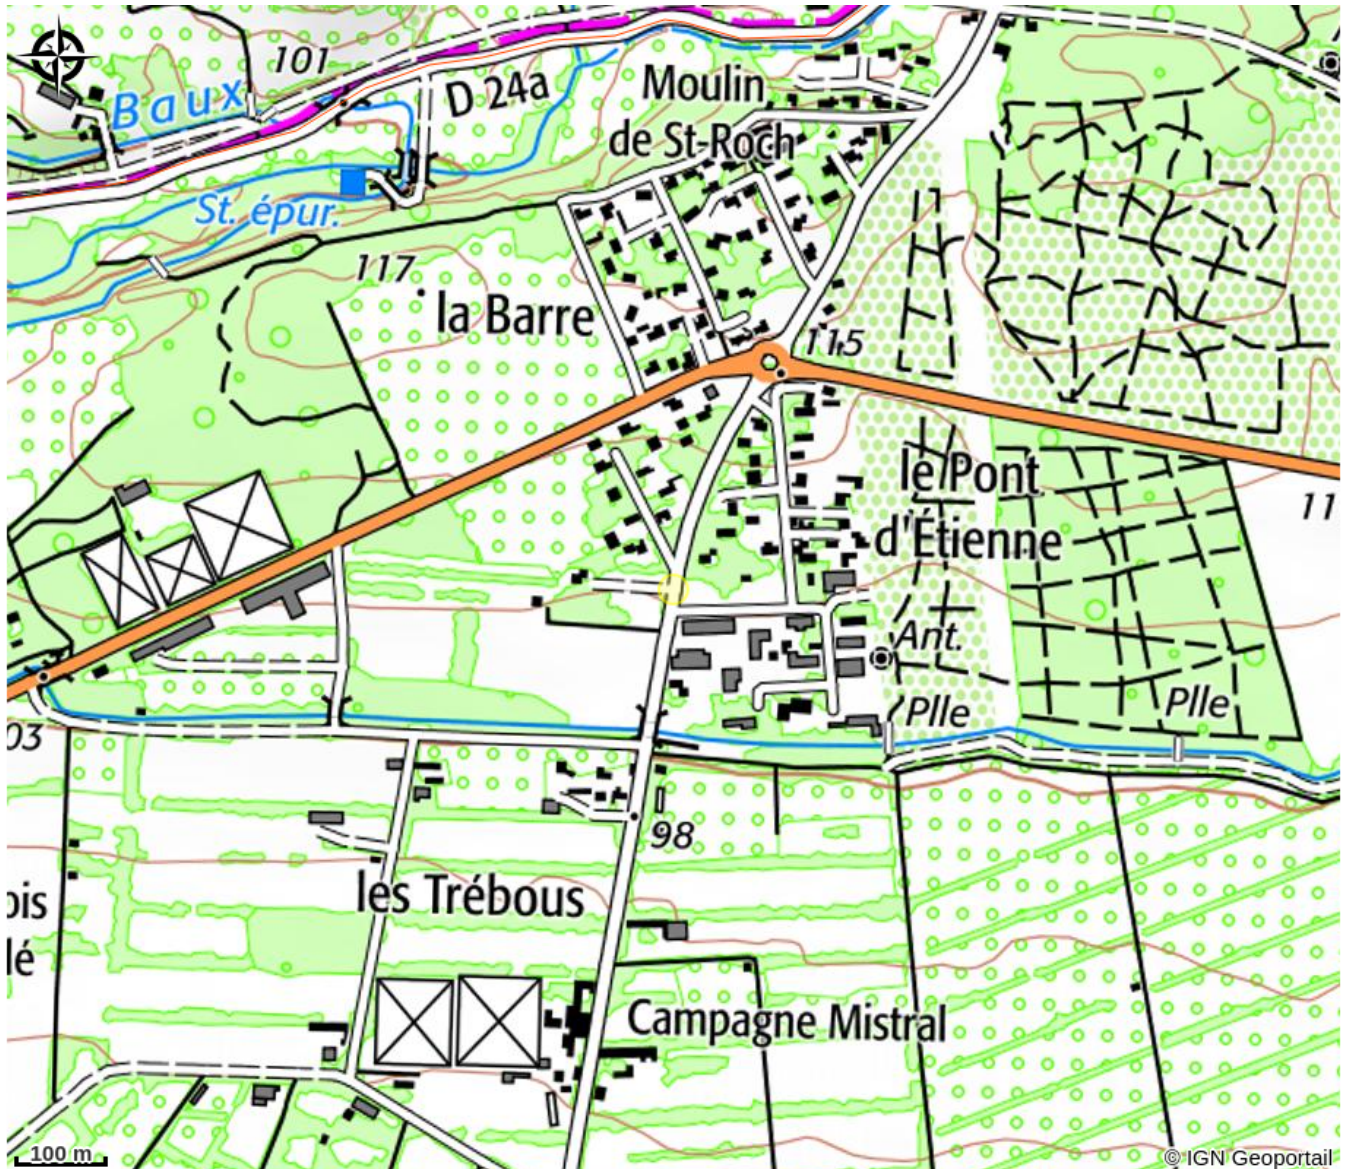 101
Baux
D 24a
Moulin
de St-Roch
St. épur.
117
la Barre
115
le Pont
d'Étienne
11
Ant.
Plle
Plle
03
98
les Trébous
ois
lé
Campagne Mistral
100 m
© IGN Geoportail